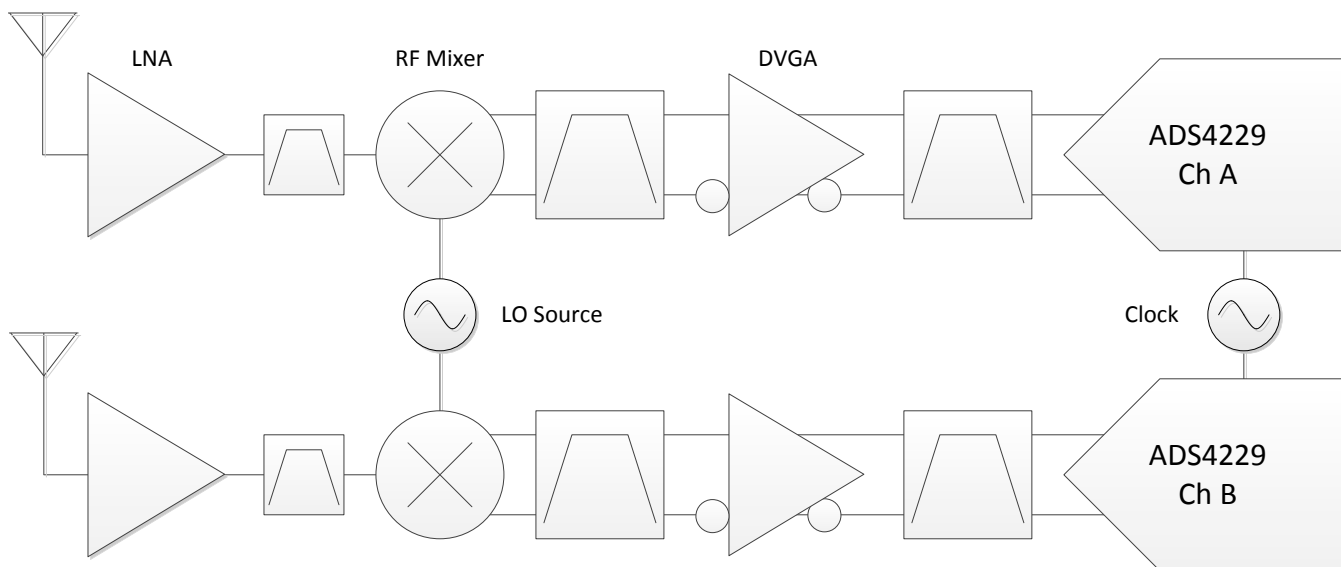 LNA
RF Mixer
DVGA
ADS4229
Ch A
LO Source
Clock
ADS4229
Ch B